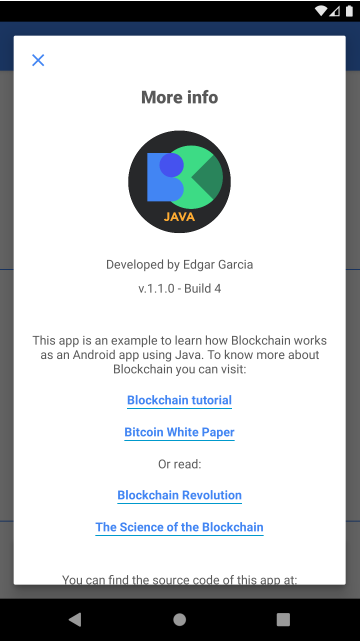 More info
JAVA
Developed by Edgar Garcia
v.1.1.0 - Build 4
This app is an example to learn how Blockchain works
as an Android app using Java. To know more about
Blockchain you can visit:
Blockchain tutorial
Bitcoin White Paper
Or read:
Blockchain Revolution
The Science of the Blockchain
You can find the source code of this app at: